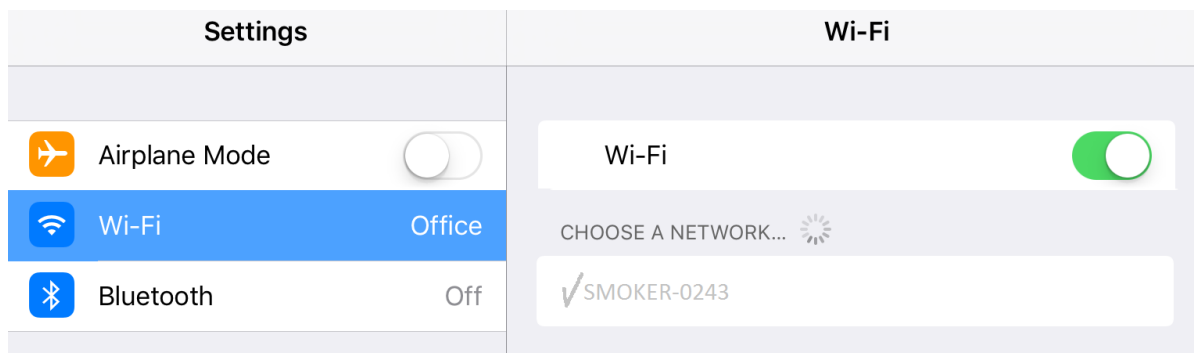 Settings
Wi-Fi
Airplane Mode
Wi-Fi Office
Bluetooth Off
Wi-Fi
CHOOSE A NETWORK...
SMOKER-0243